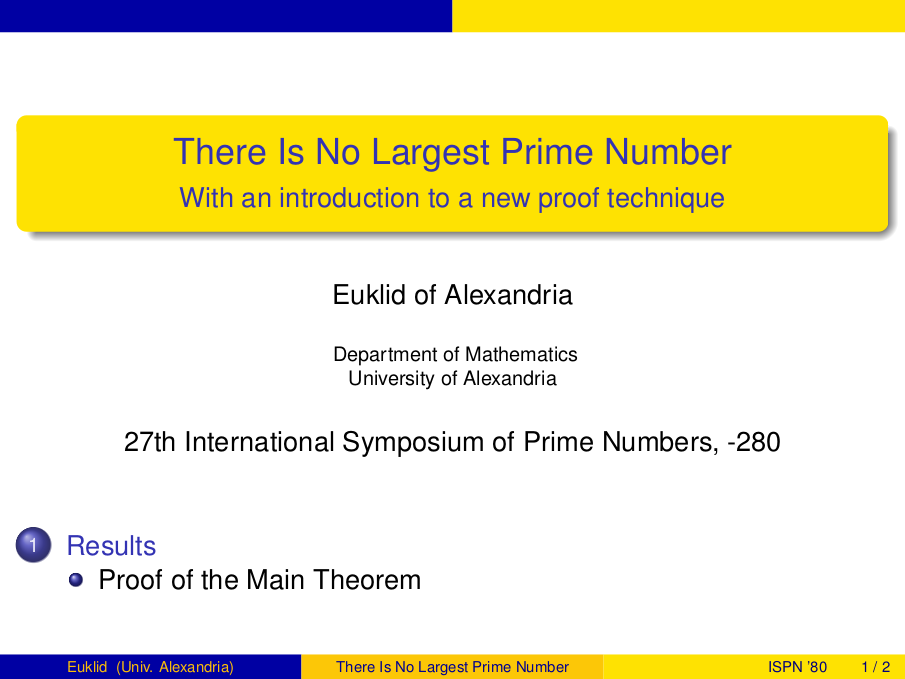 There Is No Largest Prime Number
With an introduction to a new proof technique
Euklid of Alexandria
Department of Mathematics
University of Alexandria
27th International Symposium of Prime Numbers, -280
1 Results
Proof of the Main Theorem
Euklid (Univ. Alexandria) There Is No Largest Prime Number ISPN '80 1 / 2